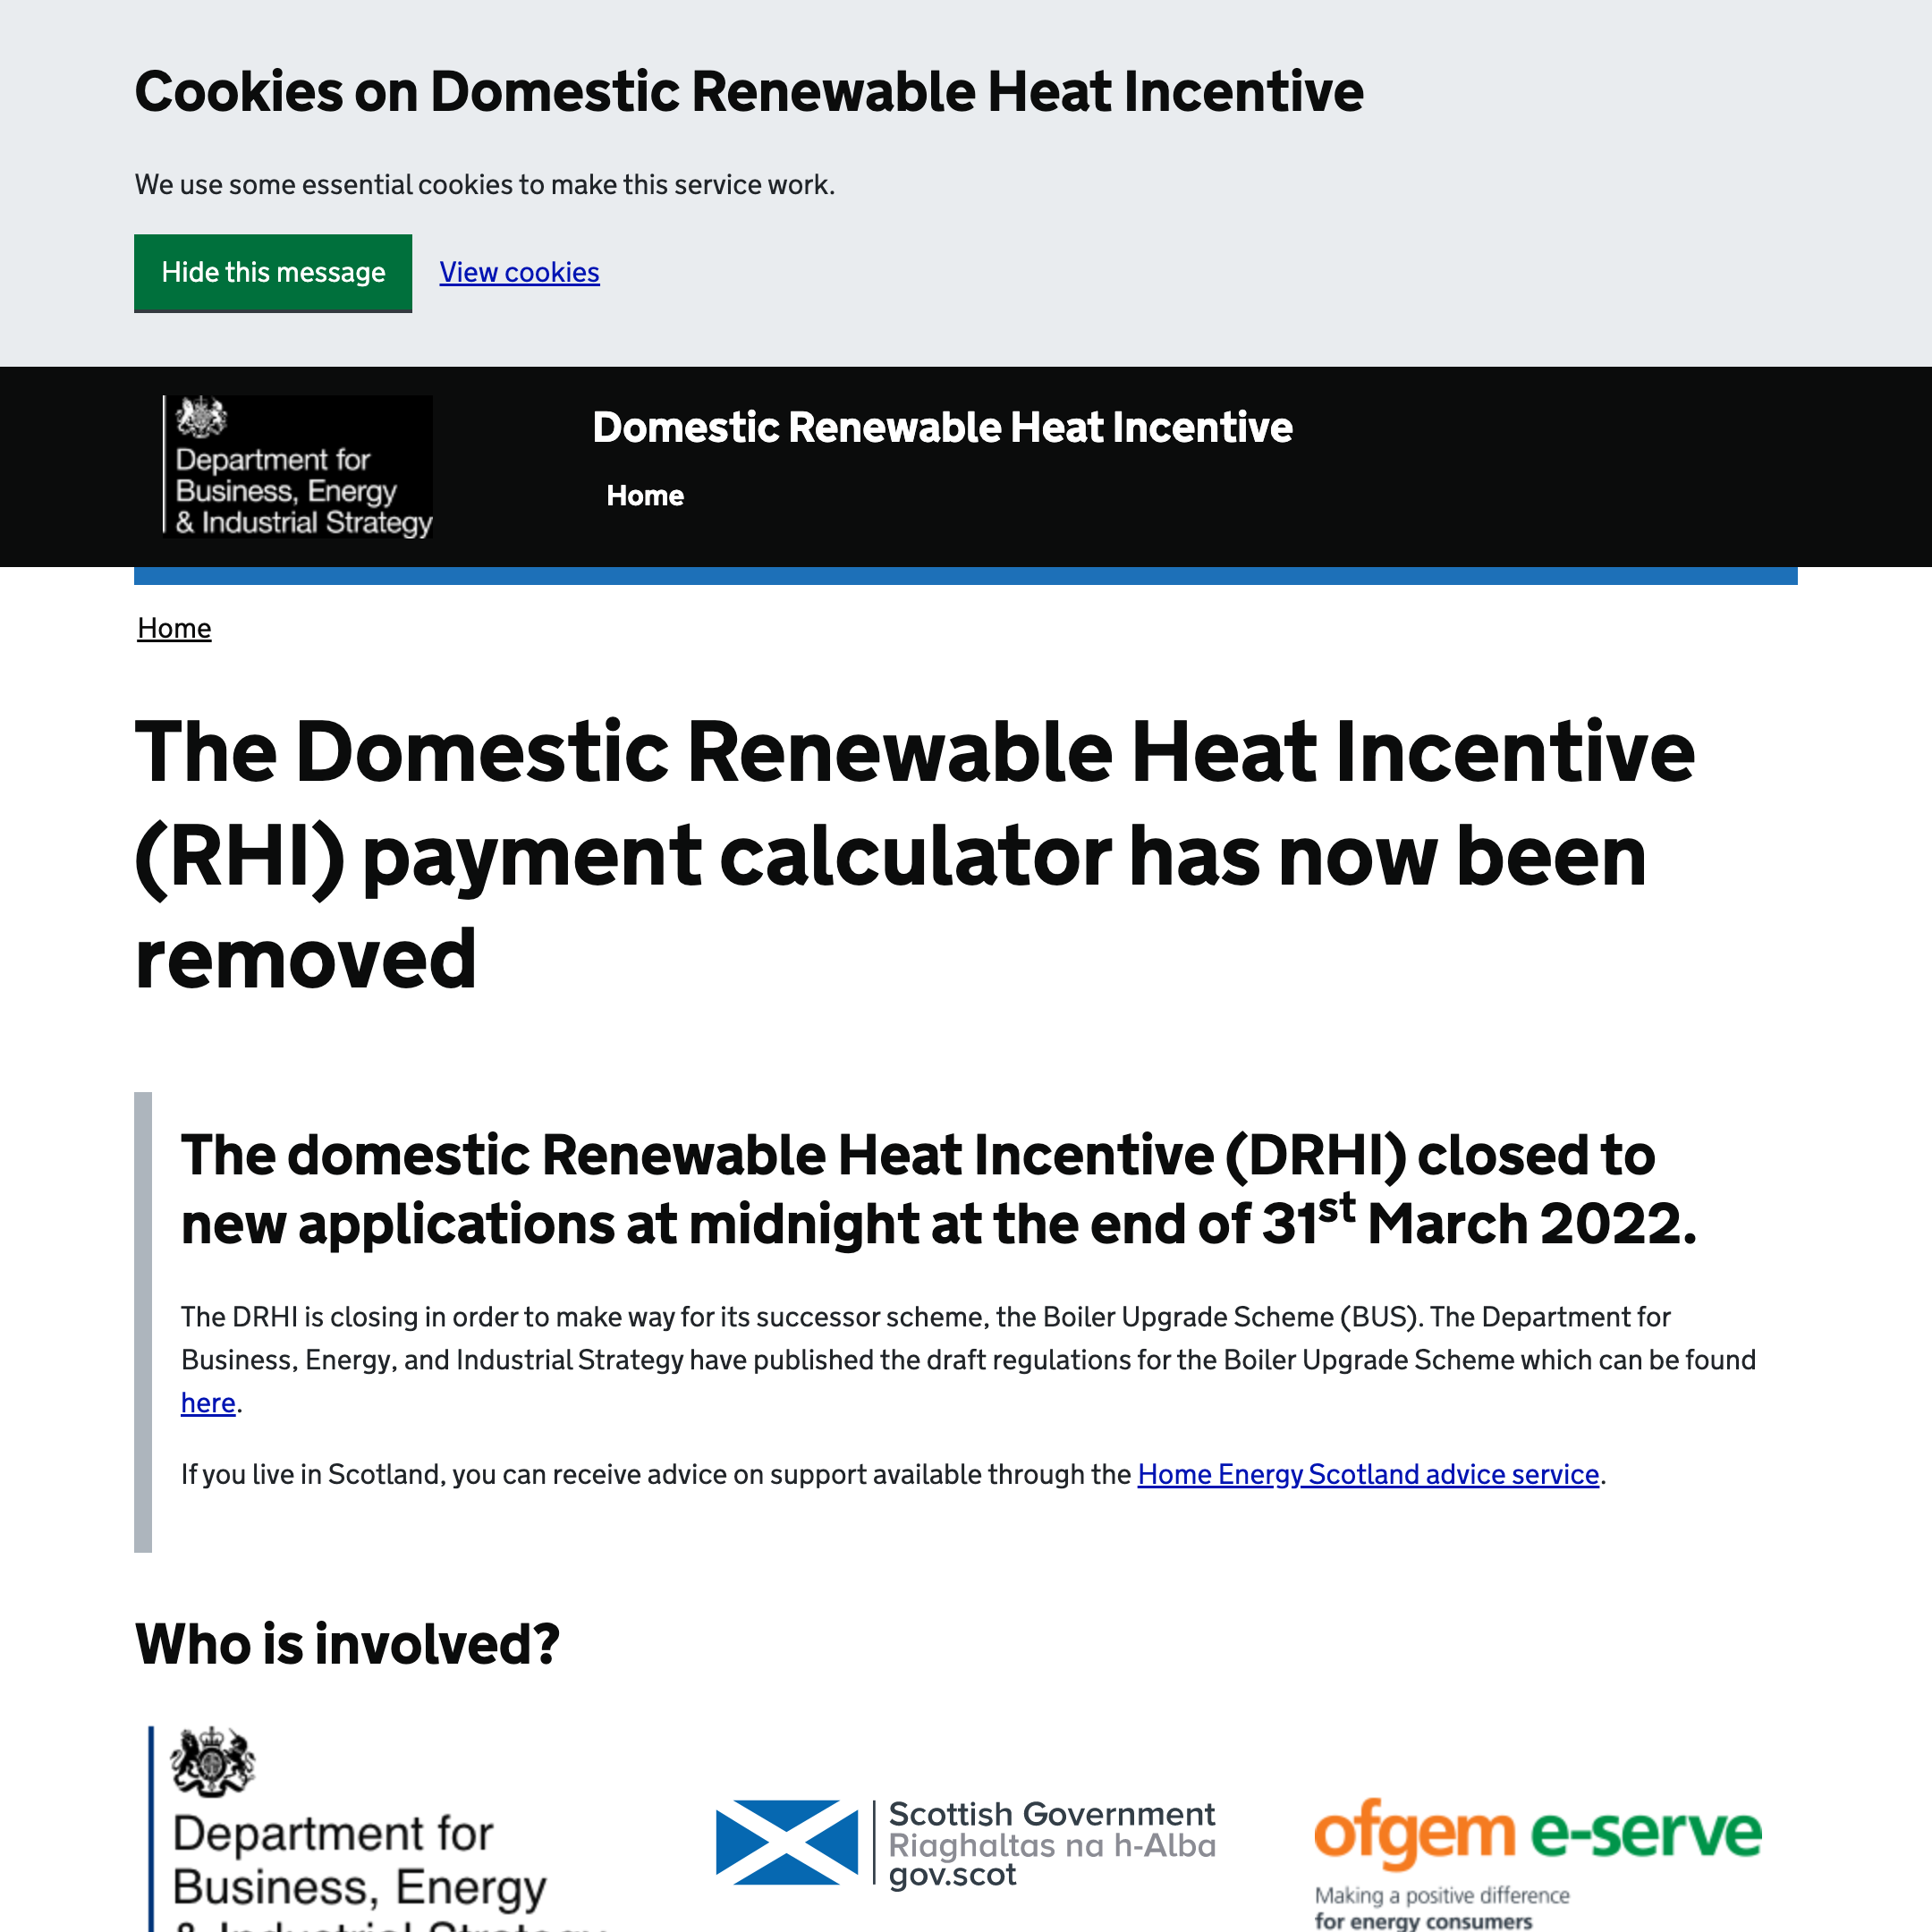 Cookies on Domestic Renewable Heat Incentive
We use some essential cookies to make this service work.
Hide this message
View cookies
Department for
Business, Energy
& Industrial Strategy
Domestic Renewable Heat Incentive
Home
Home
The Domestic Renewable Heat Incentive
(RHI) payment calculator has now been
removed
The domestic Renewable Heat Incentive (DRHI) closed to
new applications at midnight at the end of 31st March 2022.
The DRHI is closing in order to make way for its successor scheme, the Boiler Upgrade Scheme (BUS). The Department for
Business, Energy, and Industrial Strategy have published the draft regulations for the Boiler Upgrade Scheme which can be found
here.
If you live in Scotland, you can receive advice on support available through the Home Energy Scotland advice service.
Who is involved?
Department for
Business, Energy
& Industrial Strategy
Scottish Government
Riaghaltas na h-Alba
gov.scot
ofgem e-serve
Making a positive difference
for energy consumers